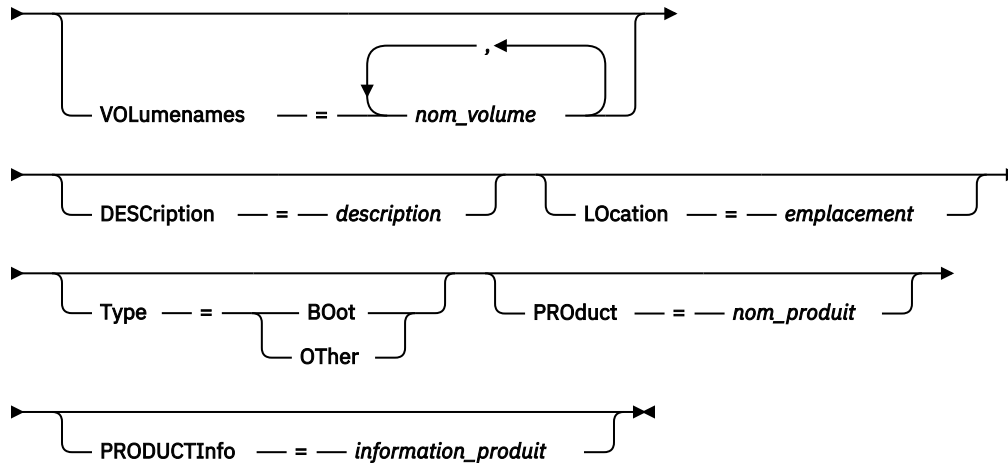 ,
VOLumenames = nom_volume
DESCription = description LOcation = emplacement
Type = BOot PROduct = nom_produit
OTher
PRODUCTInfo = information_produit